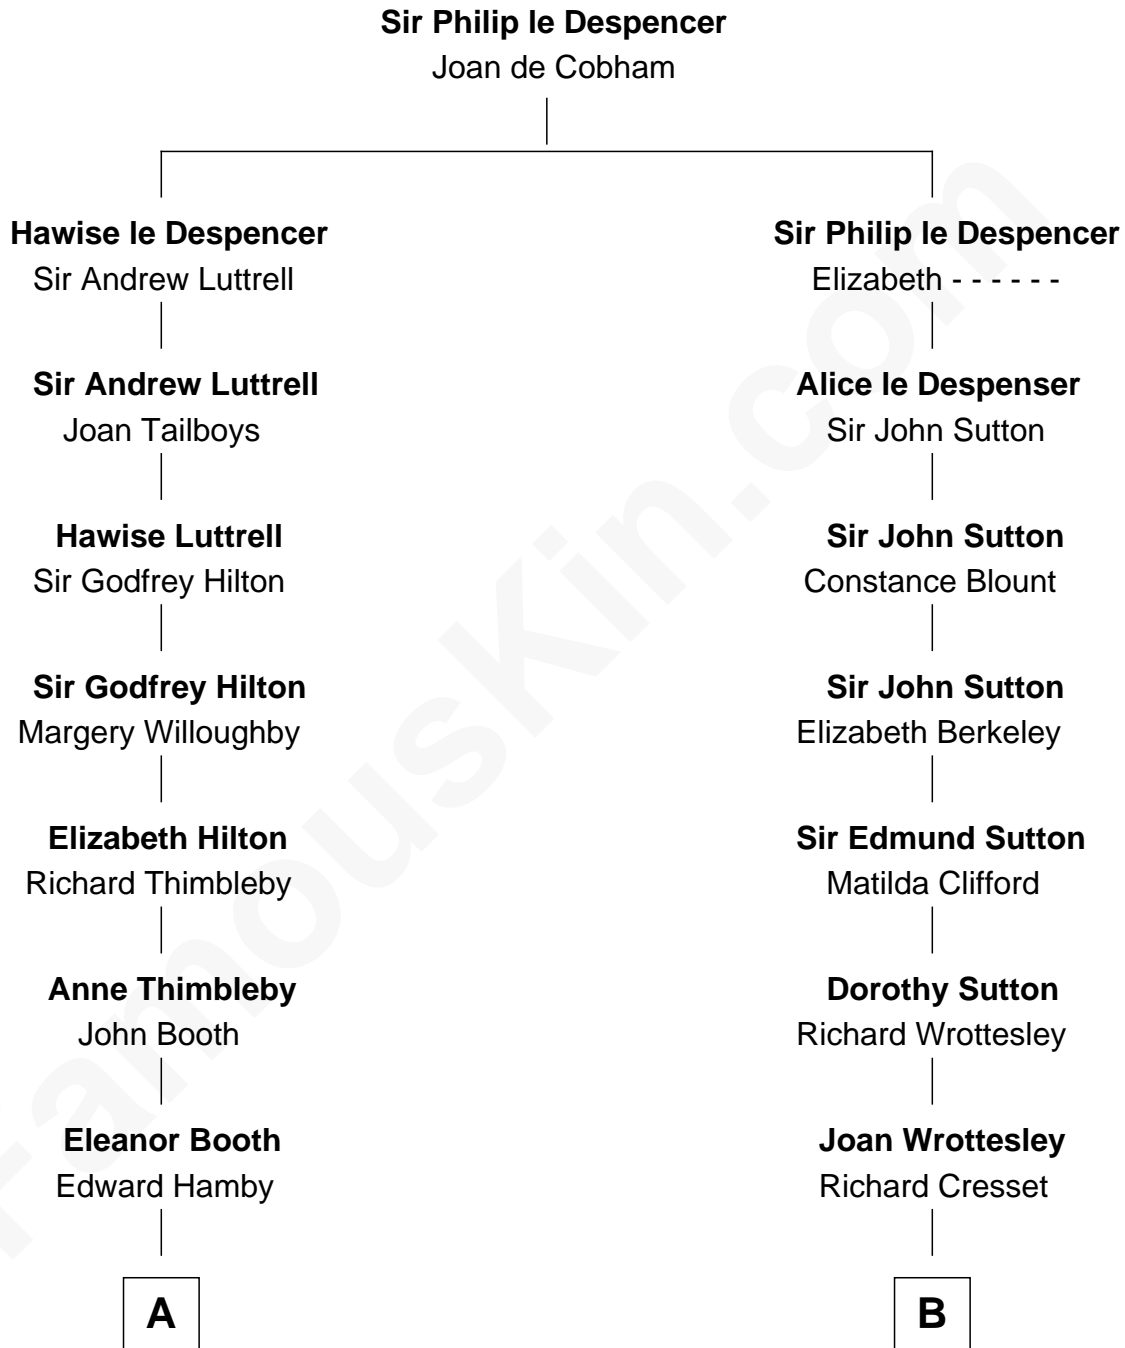 Sir Philip le Despencer
Joan de Cobham
Hawise le Despencer
Sir Andrew Luttrell
Sir Philip le Despencer
Elizabeth - - - - - -
Sir Andrew Luttrell
Joan Tailboys
Alice le Despenser
Sir John Sutton
Hawise Luttrell
Sir Godfrey Hilton
Sir John Sutton
Constance Blount
Sir Godfrey Hilton
Margery Willoughby
Sir John Sutton
Elizabeth Berkeley
Elizabeth Hilton
Richard Thimbleby
Sir Edmund Sutton
Matilda Clifford
Anne Thimbleby
John Booth
Dorothy Sutton
Richard Wrottesley
Eleanor Booth
Edward Hamby
Joan Wrottesley
Richard Cresset
A
B
FamousKin.com